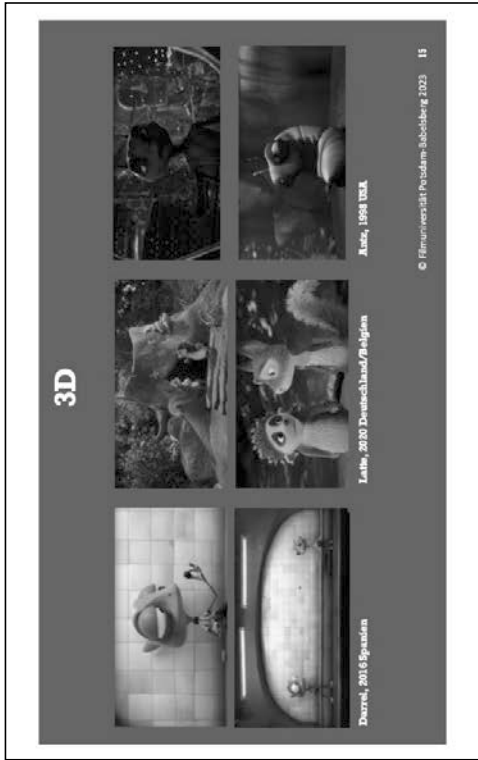 3D
Darrel, 2016 Spanien
Latte, 2020 Deutschland/Belgien
Antz, 1998 USA
© Filmuniversität Potsdam-Babelsberg 2023 15